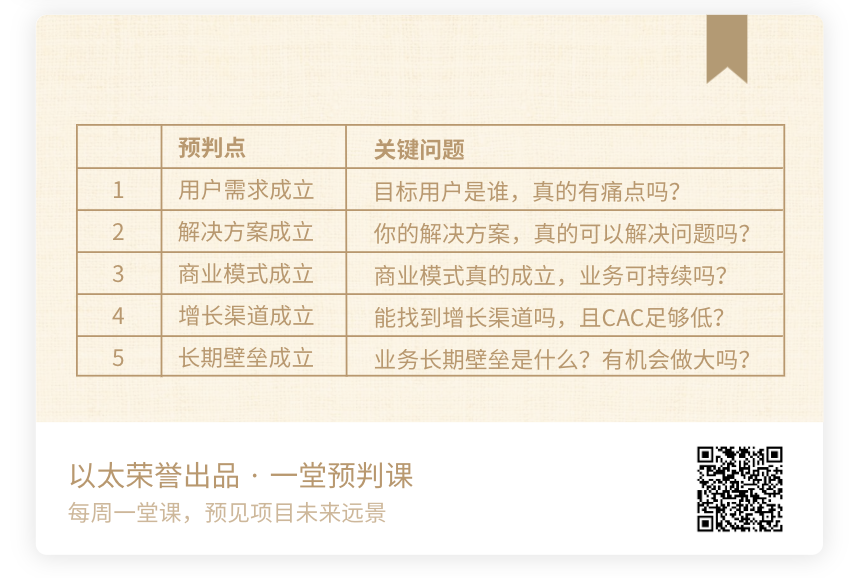 预判点 关键问题
1 用户需求成立 目标用户是谁，真的有痛点吗？
2 解决方案成立 你的解决方案，真的可以解决问题吗？
3 商业模式成立 商业模式真的成立，业务可持续吗？
4 增长渠道成立 能找到增长渠道吗，且CAC足够低？
5 长期壁垒成立 业务长期壁垒是什么？有机会做大吗？
以太荣誉出品 · 一堂预判课
每周一堂课，预见项目未来远景